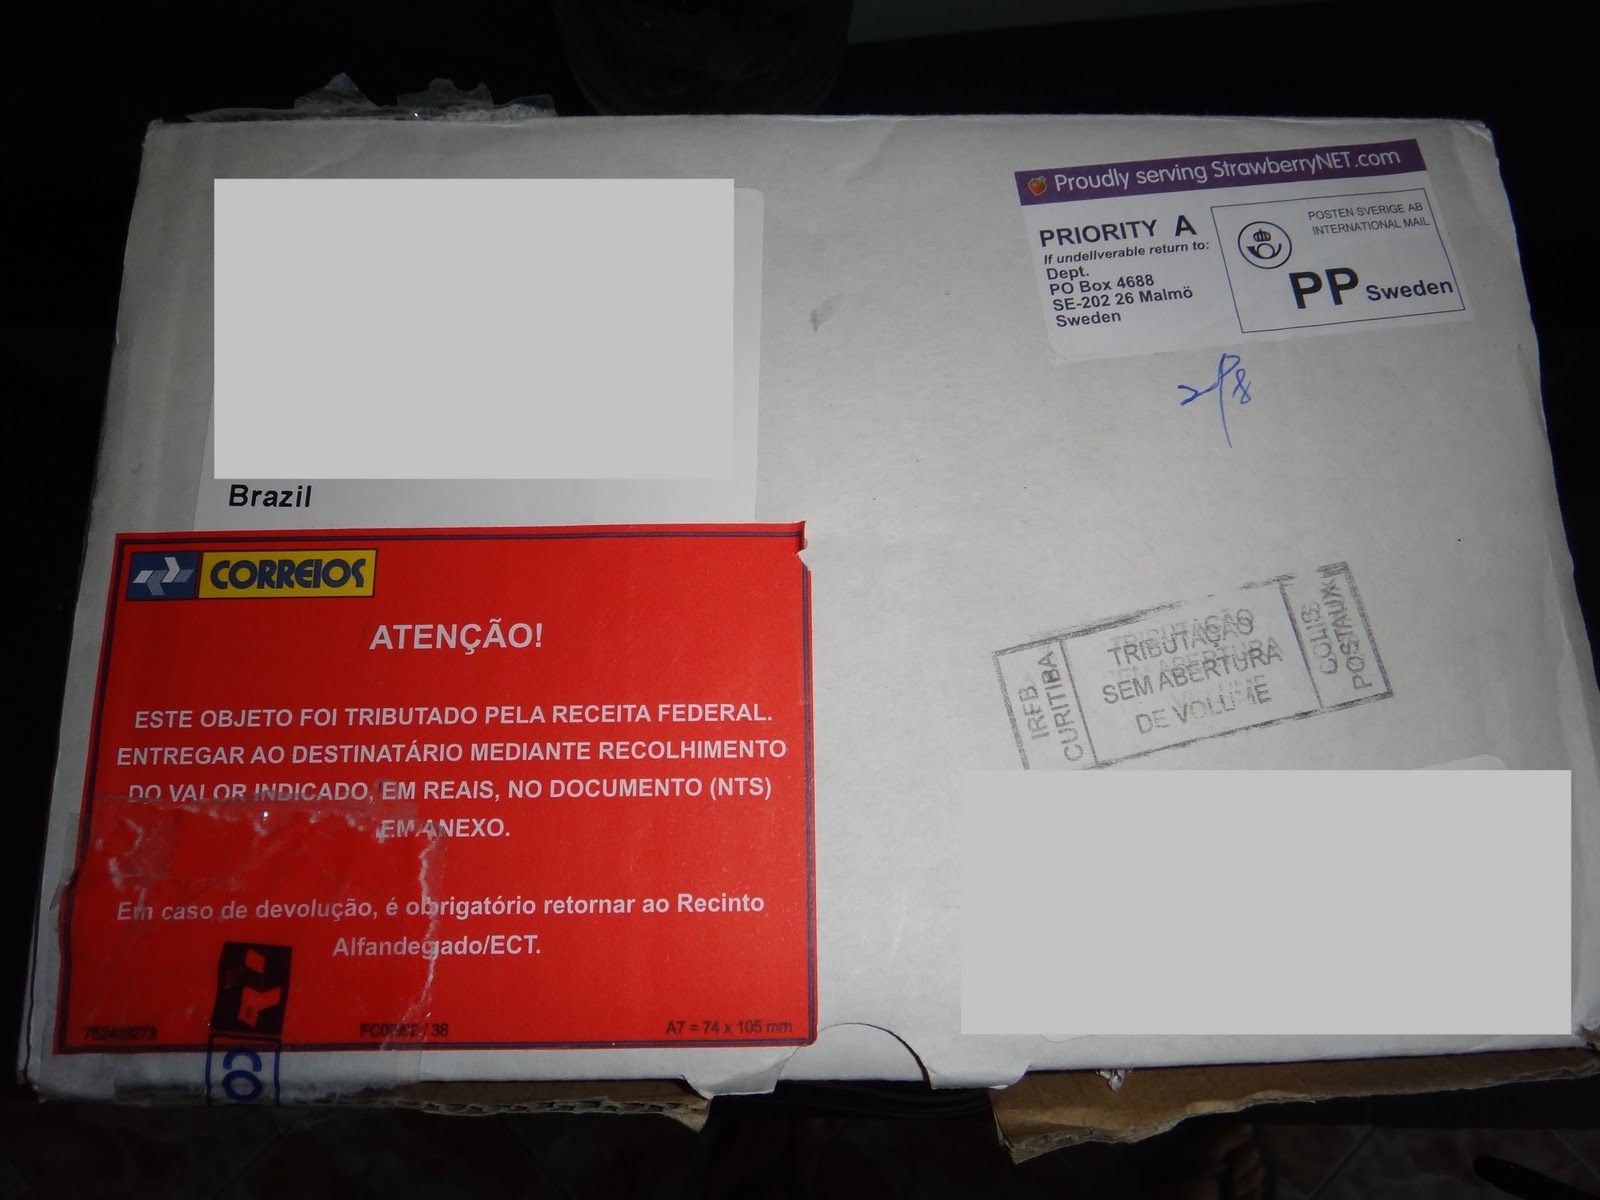 Proudly serving StrawberryNET.com
PRIORITY A
If undeliverable return to:
Dept.
PO Box 4688
SE-202 26 Malmö
Sweden
POSTEN SVERIGE AB
INTERNATIONAL MAIL
PP Sweden
Brazil
CORREIOS
ATENÇÃO!
ESTE OBJETO FOI TRIBUTADO PELA RECEITA FEDERAL.
ENTREGAR AO DESTINATÁRIO MEDIANTE RECOLHIMENTO
DO VALOR INDICADO, EM REAIS, NO DOCUMENTO (NTS)
EM ANEXO.
Em caso de devolução, é obrigatório retornar ao Recinto
Alfandegado/ECT.
/ 38
A7 = 74 x 105 mm
CO
IRFB
CURITIBA
TRIBUTAÇÃO
SEM ABERTURA
DE VOLUME
COLIS
POSTAUX